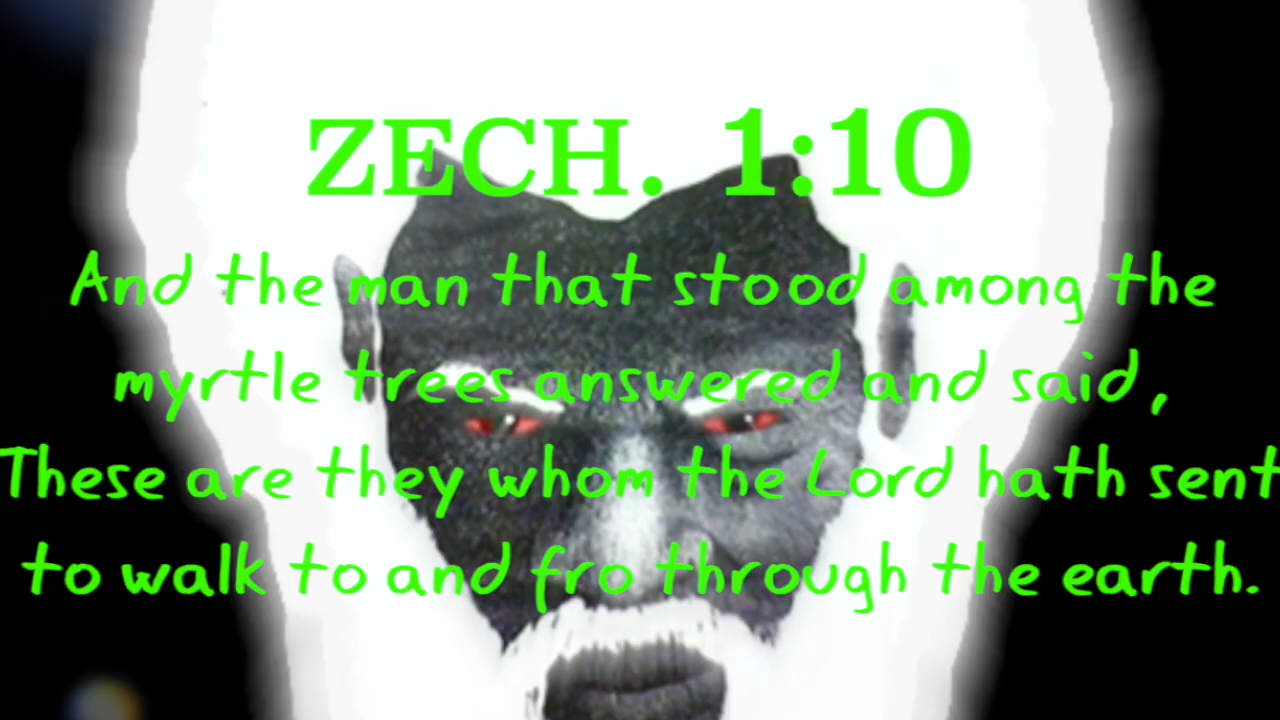 ZECH. 1:10
And the man that stood among the
myrtle trees answered and said,
These are they whom the Lord hath sent
to walk to and fro through the earth.